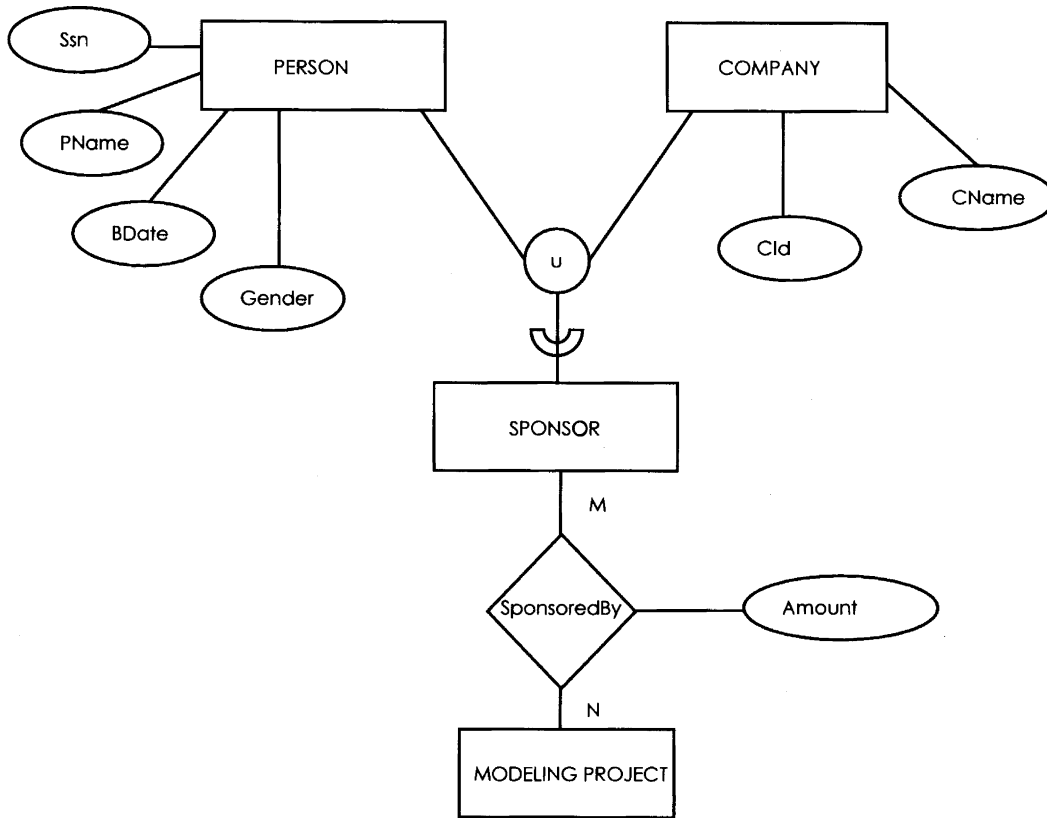 Ssn
PERSON
COMPANY
PName
CName
BDate
CId
u
Gender
SPONSOR
M
SponsoredBy
Amount
N
MODELING PROJECT